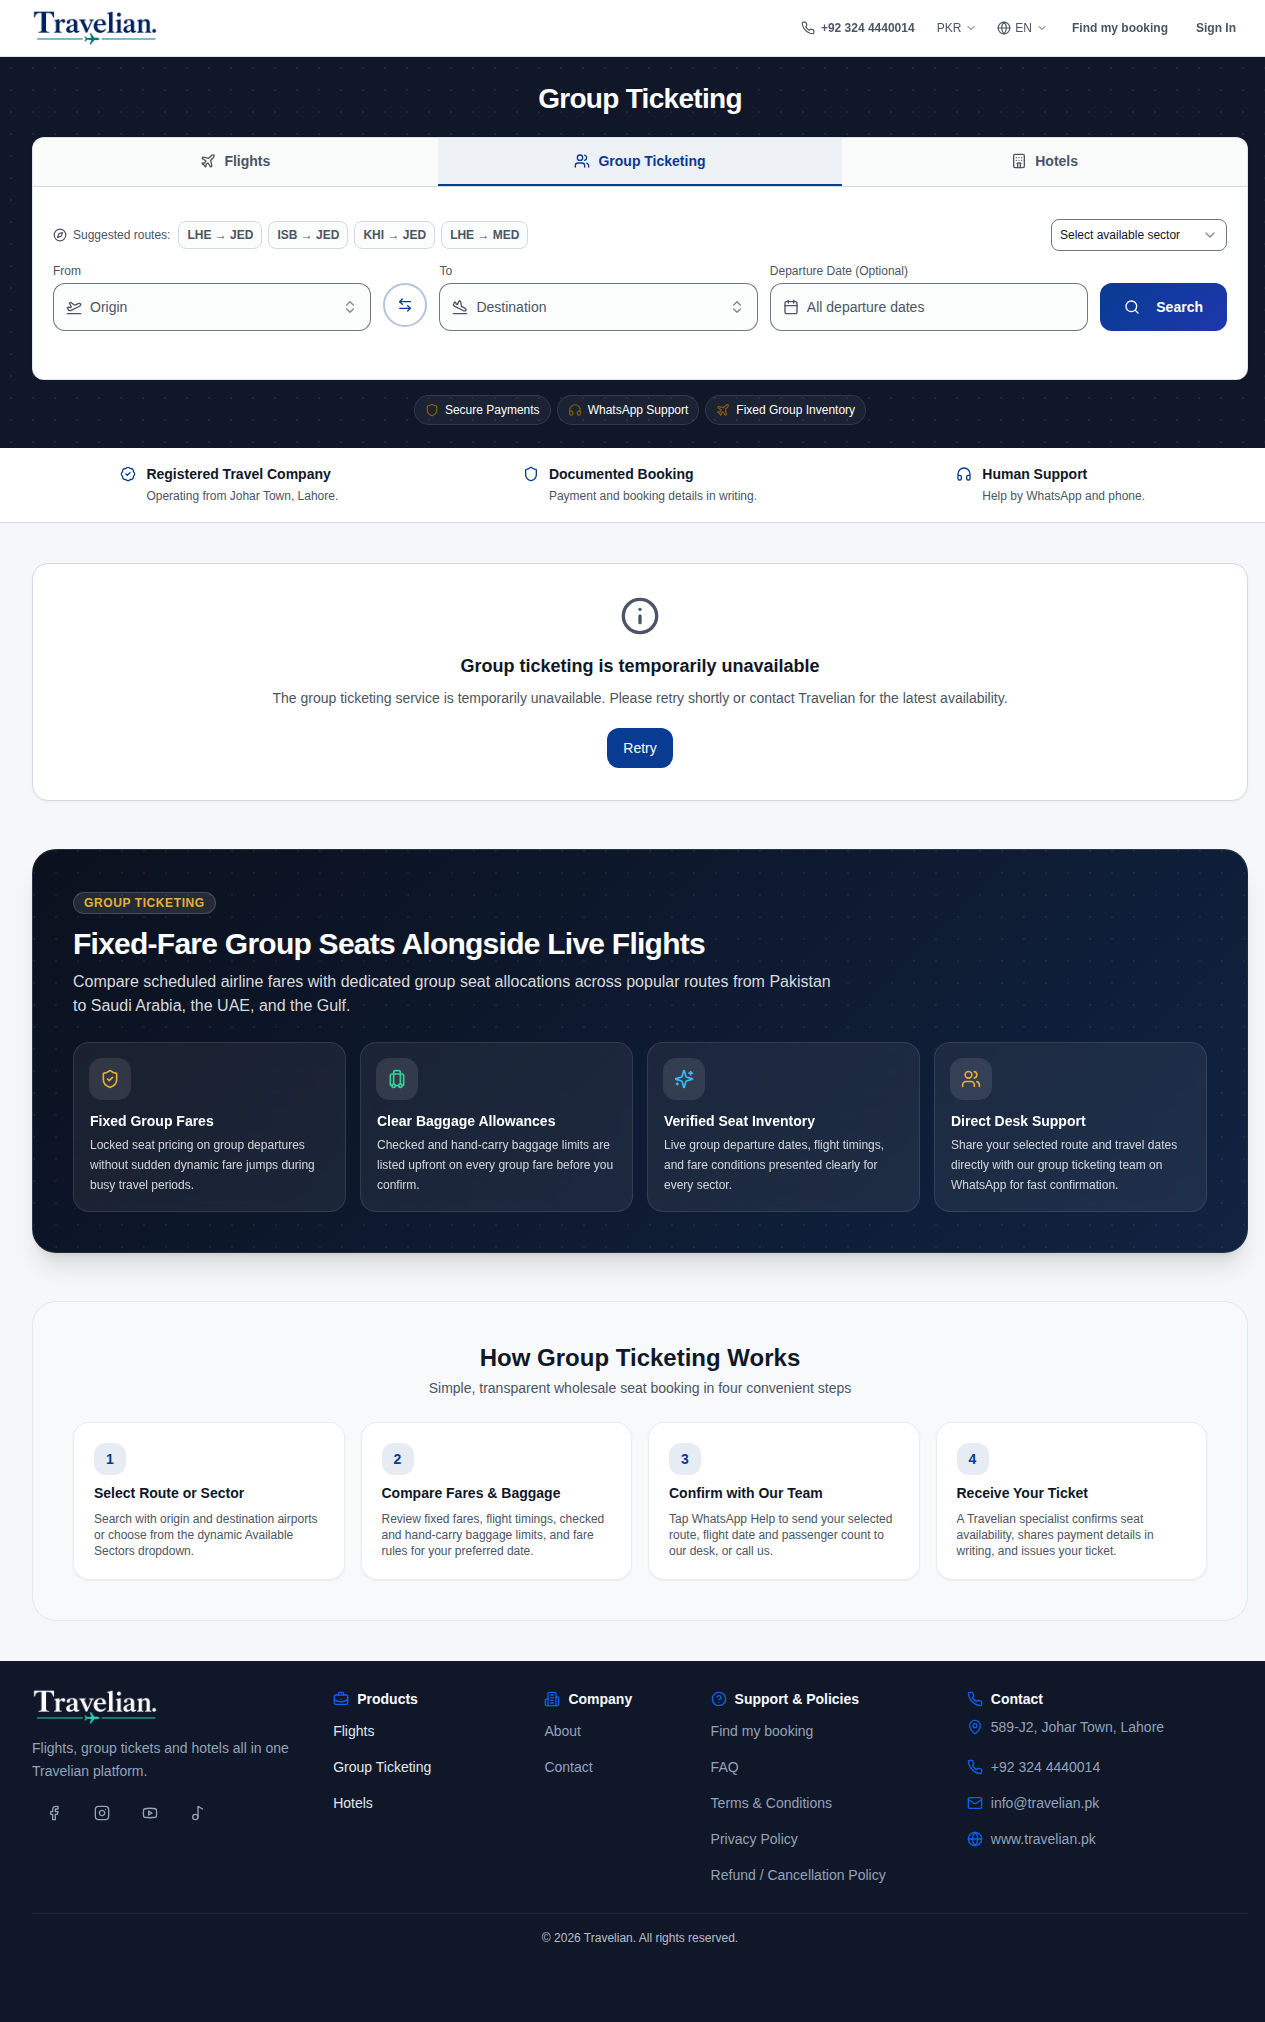 Travelian.
+92 324 4440014
PKR
EN
Find my booking
Sign In
Group Ticketing
Flights
Group Ticketing
Hotels
Suggested routes:
LHE → JED
ISB → JED
KHI → JED
LHE → MED
Select available sector
From
To
Departure Date (Optional)
Origin
Destination
All departure dates
Search
Secure Payments
WhatsApp Support
Fixed Group Inventory
Registered Travel Company
Operating from Johar Town, Lahore.
Documented Booking
Payment and booking details in writing.
Human Support
Help by WhatsApp and phone.
Group ticketing is temporarily unavailable
The group ticketing service is temporarily unavailable. Please retry shortly or contact Travelian for the latest availability.
Retry
GROUP TICKETING
Fixed-Fare Group Seats Alongside Live Flights
Compare scheduled airline fares with dedicated group seat allocations across popular routes from Pakistan
to Saudi Arabia, the UAE, and the Gulf.
Fixed Group Fares
Locked seat pricing on group departures
without sudden dynamic fare jumps during
busy travel periods.
Clear Baggage Allowances
Checked and hand-carry baggage limits are
listed upfront on every group fare before you
confirm.
Verified Seat Inventory
Live group departure dates, flight timings,
and fare conditions presented clearly for
every sector.
Direct Desk Support
Share your selected route and travel dates
directly with our group ticketing team on
WhatsApp for fast confirmation.
How Group Ticketing Works
Simple, transparent wholesale seat booking in four convenient steps
1
Select Route or Sector
Search with origin and destination airports
or choose from the dynamic Available
Sectors dropdown.
2
Compare Fares & Baggage
Review fixed fares, flight timings, checked
and hand-carry baggage limits, and fare
rules for your preferred date.
3
Confirm with Our Team
Tap WhatsApp Help to send your selected
route, flight date and passenger count to
our desk, or call us.
4
Receive Your Ticket
A Travelian specialist confirms seat
availability, shares payment details in
writing, and issues your ticket.
Travelian.
Flights, group tickets and hotels all in one
Travelian platform.
Products
Flights
Group Ticketing
Hotels
Company
About
Contact
Support & Policies
Find my booking
FAQ
Terms & Conditions
Privacy Policy
Refund / Cancellation Policy
Contact
589-J2, Johar Town, Lahore
+92 324 4440014
info@travelian.pk
www.travelian.pk
© 2026 Travelian. All rights reserved.